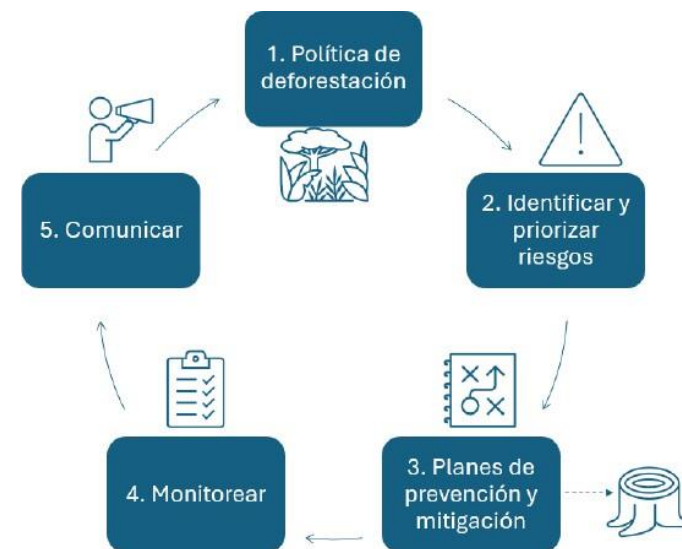 1. Política de
deforestación
2. Identificar y
priorizar
riesgos
3. Planes de
prevención y
mitigación
4. Monitorear
5. Comunicar